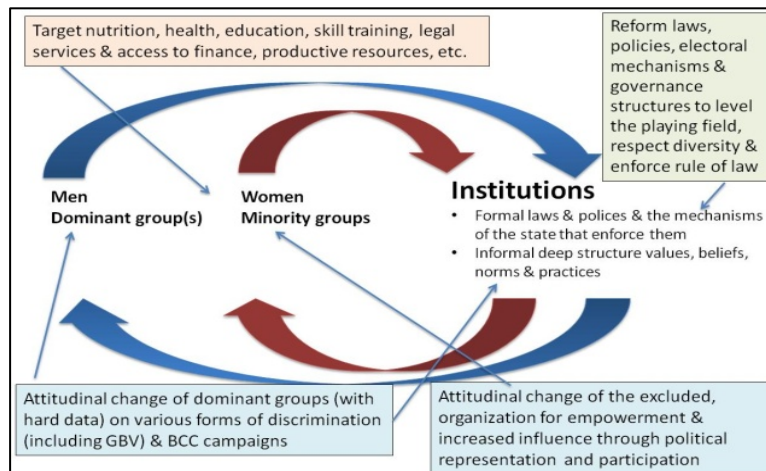 Target nutrition, health, education, skill training, legal
services & access to finance, productive resources, etc.
Reform laws,
policies, electoral
mechanisms &
governance
structures to level
the playing field,
respect diversity &
enforce rule of law
Men
Dominant group(s)
Women
Minority groups
Institutions
• Formal laws & polices & the mechanisms
of the state that enforce them
• Informal deep structure values, beliefs,
norms & practices
Attitudinal change of dominant groups (with
hard data) on various forms of discrimination
(including GBV) & BCC campaigns
Attitudinal change of the excluded,
organization for empowerment &
increased influence through political
representation and participation